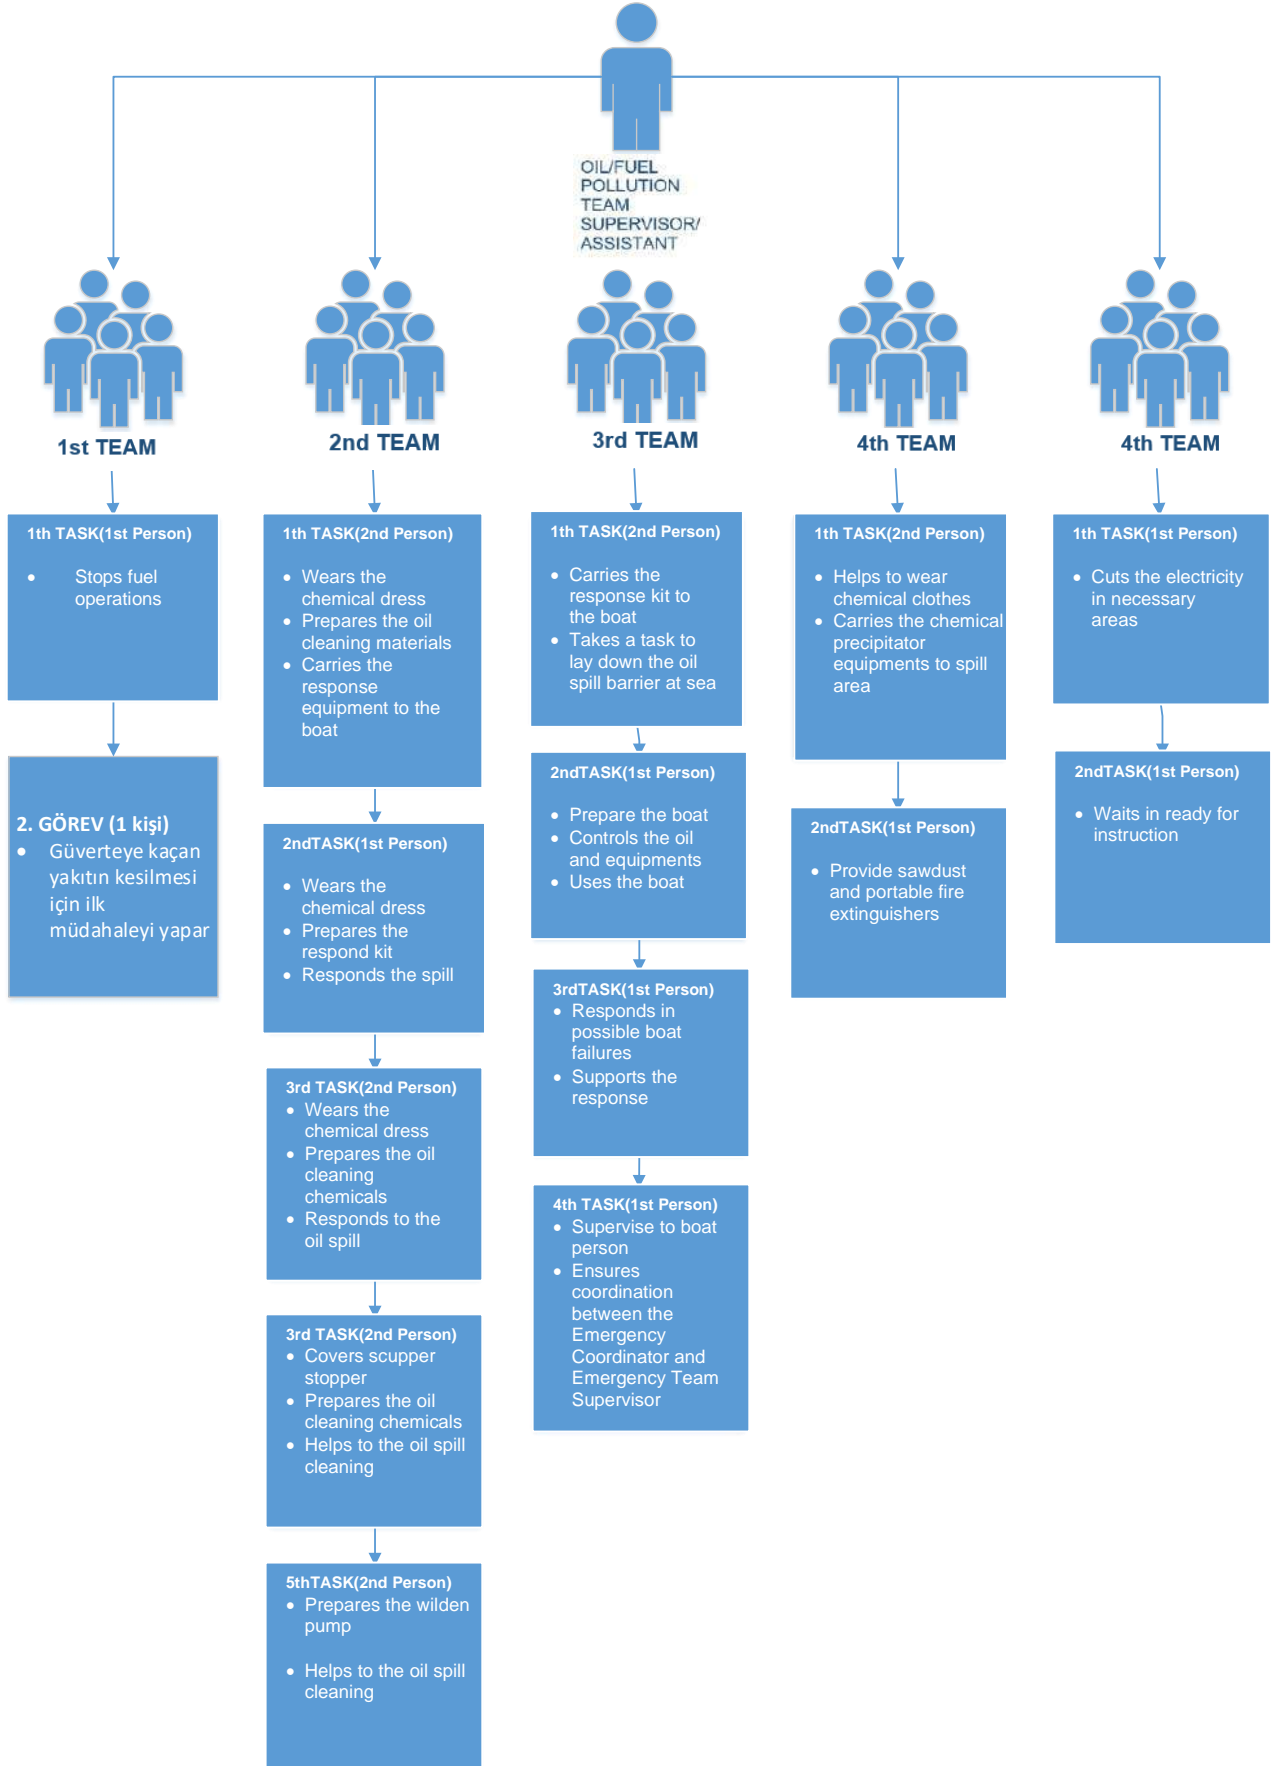 OIL/FUEL
POLLUTION
TEAM
SUPERVISOR/
ASSISTANT
1st TEAM
1th TASK(1st Person)
• Stops fuel
operations
2. GÖREV (1 kişi)
• Güverteye kaçan
yakıtın kesilmesi
için ilk
müdahaleyi yapar
2nd TEAM
1th TASK(2nd Person)
• Wears the
chemical dress
• Prepares the oil
cleaning materials
• Carries the
response
equipment to the
boat
2ndTASK(1st Person)
• Wears the
chemical dress
• Prepares the
respond kit
• Responds the spill
3rd TASK(2nd Person)
• Wears the
chemical dress
• Prepares the oil
cleaning
chemicals
• Responds to the
oil spill
3rd TASK(2nd Person)
• Covers scupper
stopper
• Prepares the oil
cleaning chemicals
• Helps to the oil spill
cleaning
5thTASK(2nd Person)
• Prepares the wilden
pump
• Helps to the oil spill
cleaning
3rd TEAM
1th TASK(2nd Person)
• Carries the
response kit to
the boat
• Takes a task to
lay down the oil
spill barrier at sea
2ndTASK(1st Person)
• Prepare the boat
• Controls the oil
and equipments
• Uses the boat
3rdTASK(1st Person)
• Responds in
possible boat
failures
• Supports the
response
4th TASK(1st Person)
• Supervise to boat
person
• Ensures
coordination
between the
Emergency
Coordinator and
Emergency Team
Supervisor
4th TEAM
1th TASK(2nd Person)
• Helps to wear
chemical clothes
• Carries the chemical
precipitator
equipments to spill
area
2ndTASK(1st Person)
• Provide sawdust
and portable fire
extinguishers
4th TEAM
1th TASK(1st Person)
• Cuts the electricity
in necessary
areas
2ndTASK(1st Person)
• Waits in ready for
instruction